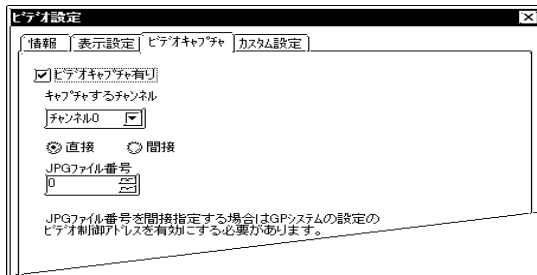 ビデオ設定
情報 表示設定 ビデオキャプチャ カスタム設定
ビデオキャプチャ有り
キャプチャするチャンネル
チャンネル0
直接 間接
JPGファイル番号
0
JPGファイル番号を間接指定する場合はGPシステムの設定の
ビデオ制御アドレスを有効にする必要があります。